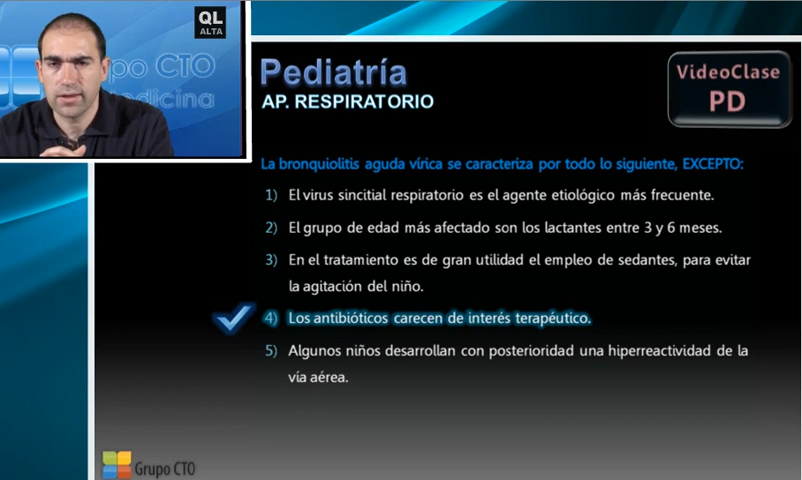 QL
ALTA
po CTO
edicina
Pediatría
AP. RESPIRATORIO
VideoClase
PD
La bronquiolitis aguda vírica se caracteriza por todo lo siguiente, EXCEPTO:
1) El virus sincitial respiratorio es el agente etiológico más frecuente.
2) El grupo de edad más afectado son los lactantes entre 3 y 6 meses.
3) En el tratamiento es de gran utilidad el empleo de sedantes, para evitar
la agitación del niño.
4) Los antibióticos carecen de interés terapéutico.
5) Algunos niños desarrollan con posterioridad una hiperreactividad de la
vía aérea.
Grupo CTO